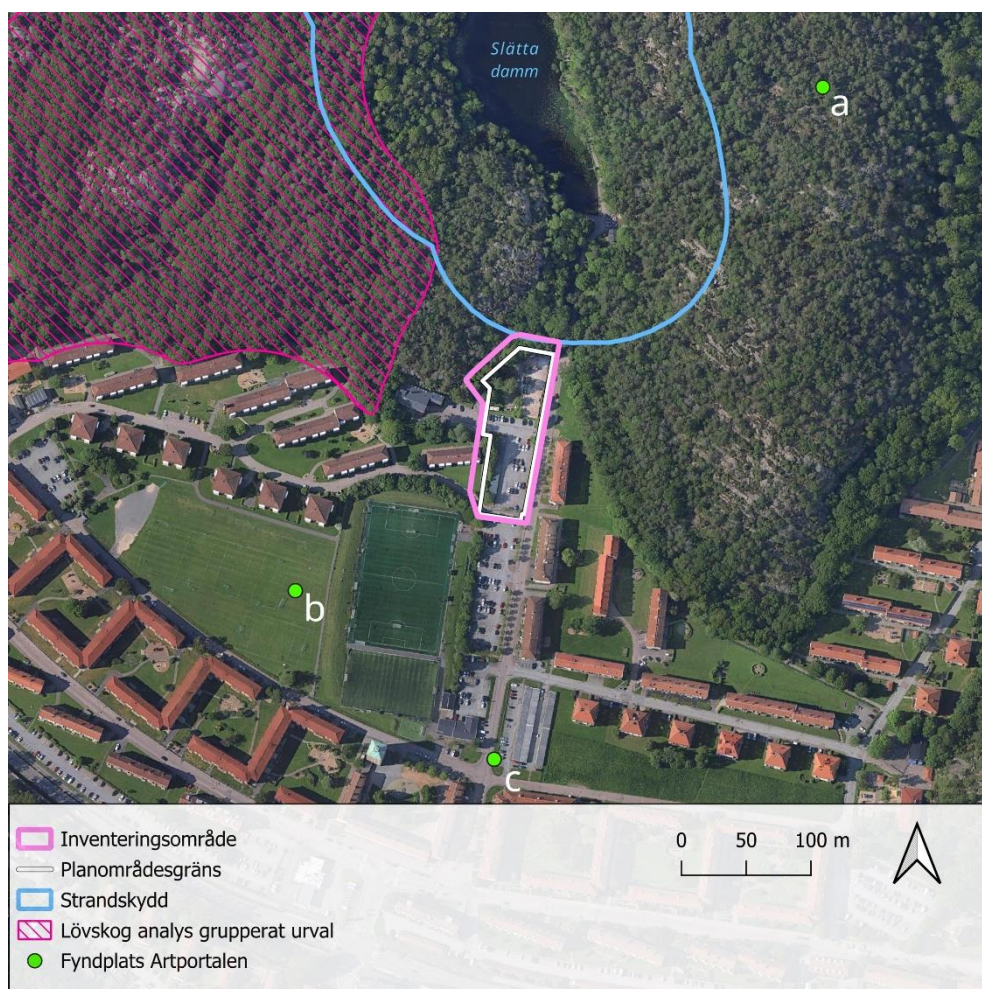 Slätta
damm
a
b
c
Inventeringsområde
Planområdesgräns
Strandskydd
Lövskog analys grupperat urval
Fyndplats Artportalen
0 50 100 m